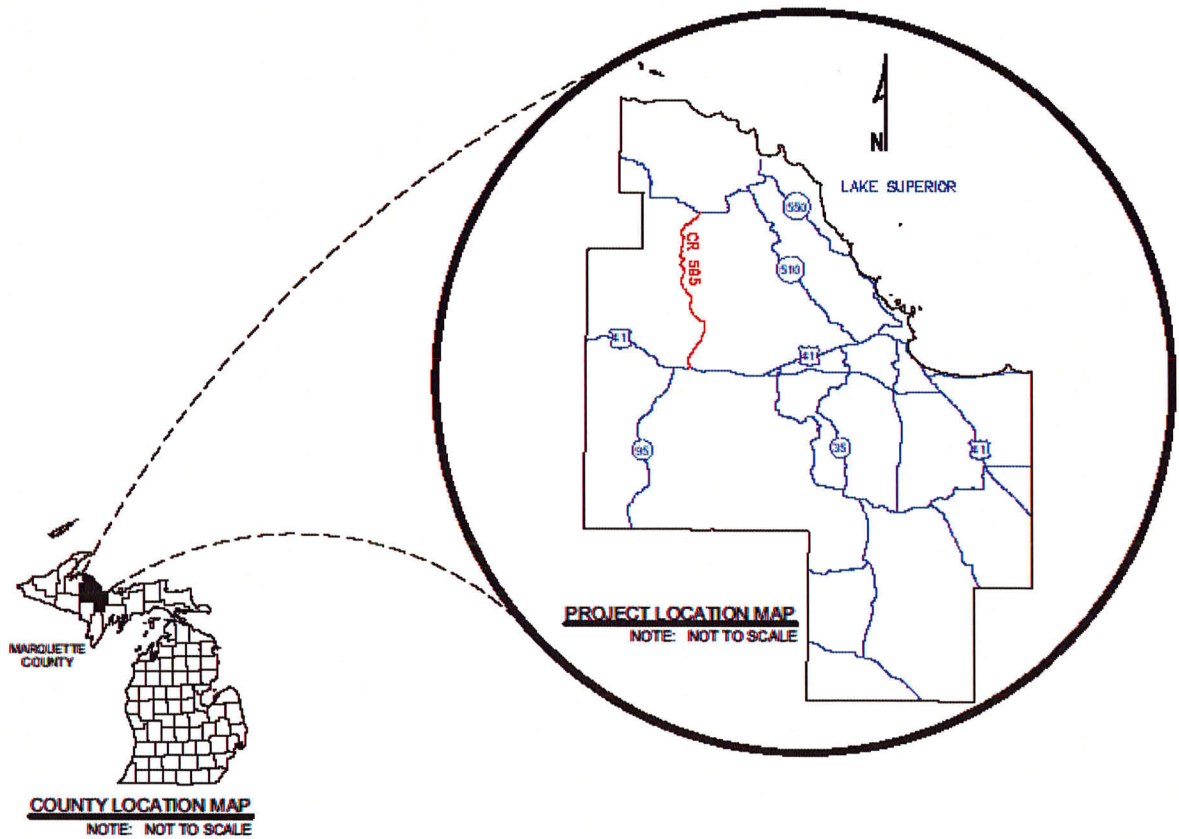 N
LAKE SUPERIOR
550
CR 595
510
41
41
95
35
41
PROJECT LOCATION MAP
NOTE: NOT TO SCALE
MARQUETTE
COUNTY
COUNTY LOCATION MAP
NOTE: NOT TO SCALE